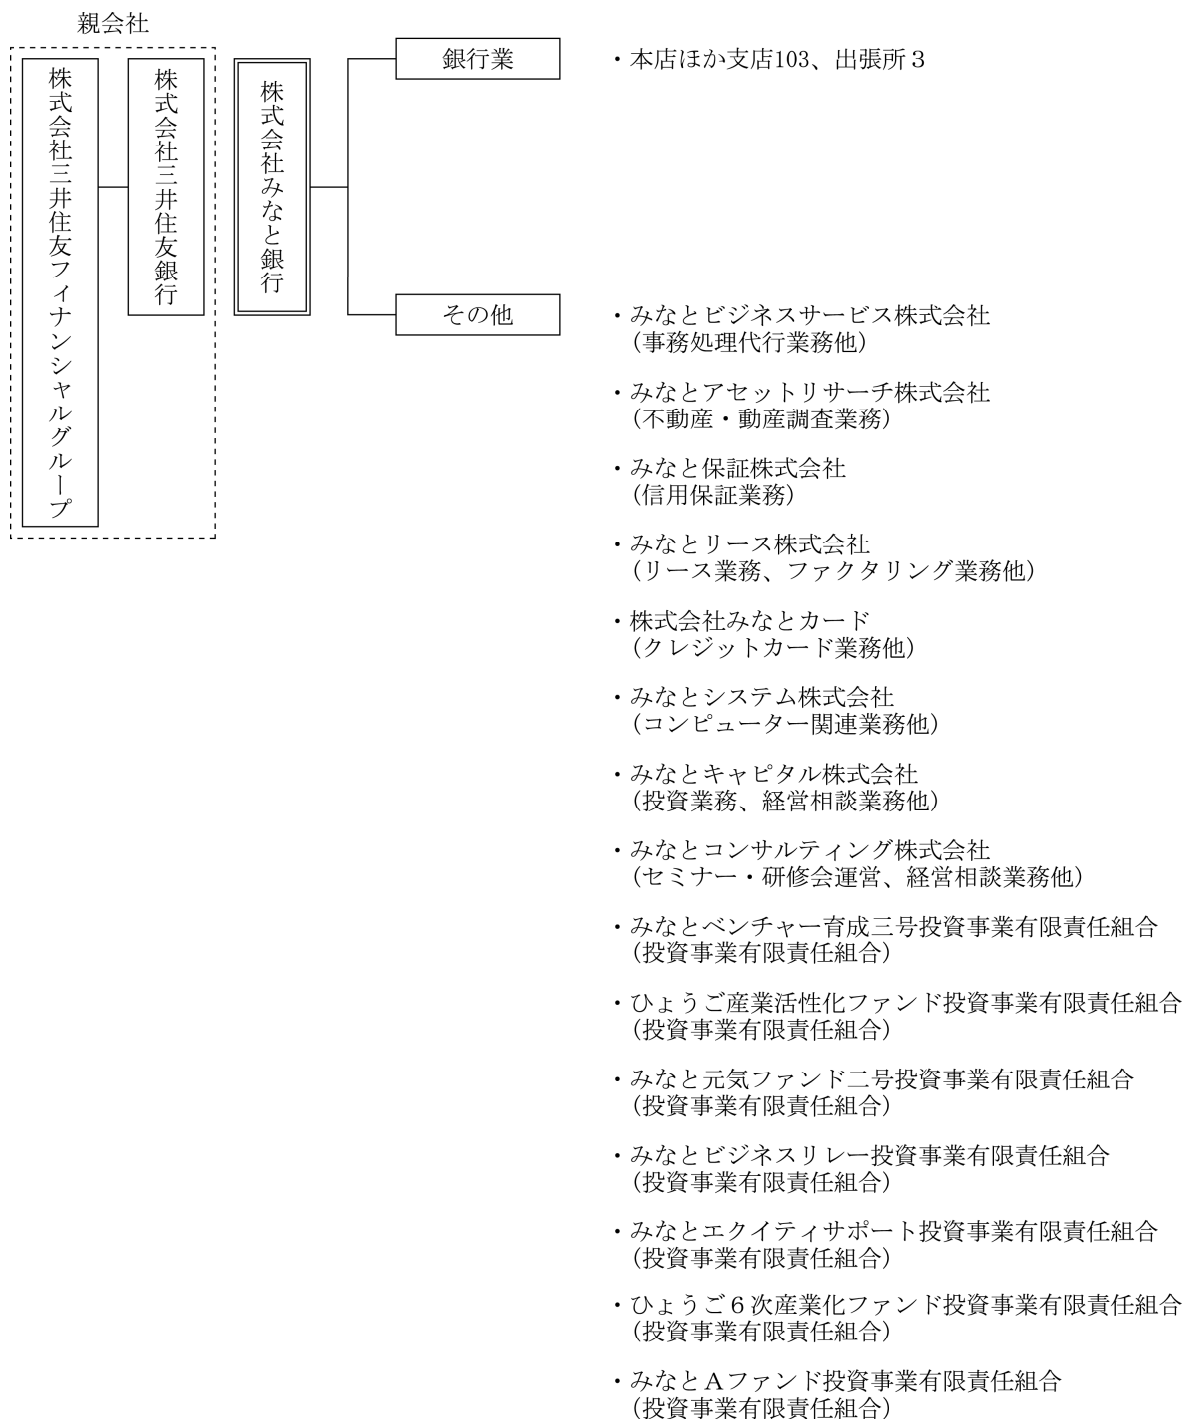 親会社
株式会社三井住友フィナンシャルグループ
株式会社三井住友銀行
株式会社みなと銀行
銀行業
・本店ほか支店103、出張所３
その他
・みなとビジネスサービス株式会社
（事務処理代行業務他）
・みなとアセットリサーチ株式会社
（不動産・動産調査業務）
・みなと保証株式会社
（信用保証業務）
・みなとリース株式会社
（リース業務、ファクタリング業務他）
・株式会社みなとカード
（クレジットカード業務他）
・みなとシステム株式会社
（コンピューター関連業務他）
・みなとキャピタル株式会社
（投資業務、経営相談業務他）
・みなとコンサルティング株式会社
（セミナー・研修会運営、経営相談業務他）
・みなとベンチャー育成三号投資事業有限責任組合
（投資事業有限責任組合）
・ひょうご産業活性化ファンド投資事業有限責任組合
（投資事業有限責任組合）
・みなと元気ファンド二号投資事業有限責任組合
（投資事業有限責任組合）
・みなとビジネスリレー投資事業有限責任組合
（投資事業有限責任組合）
・みなとエクイティサポート投資事業有限責任組合
（投資事業有限責任組合）
・ひょうご６次産業化ファンド投資事業有限責任組合
（投資事業有限責任組合）
・みなとＡファンド投資事業有限責任組合
（投資事業有限責任組合）